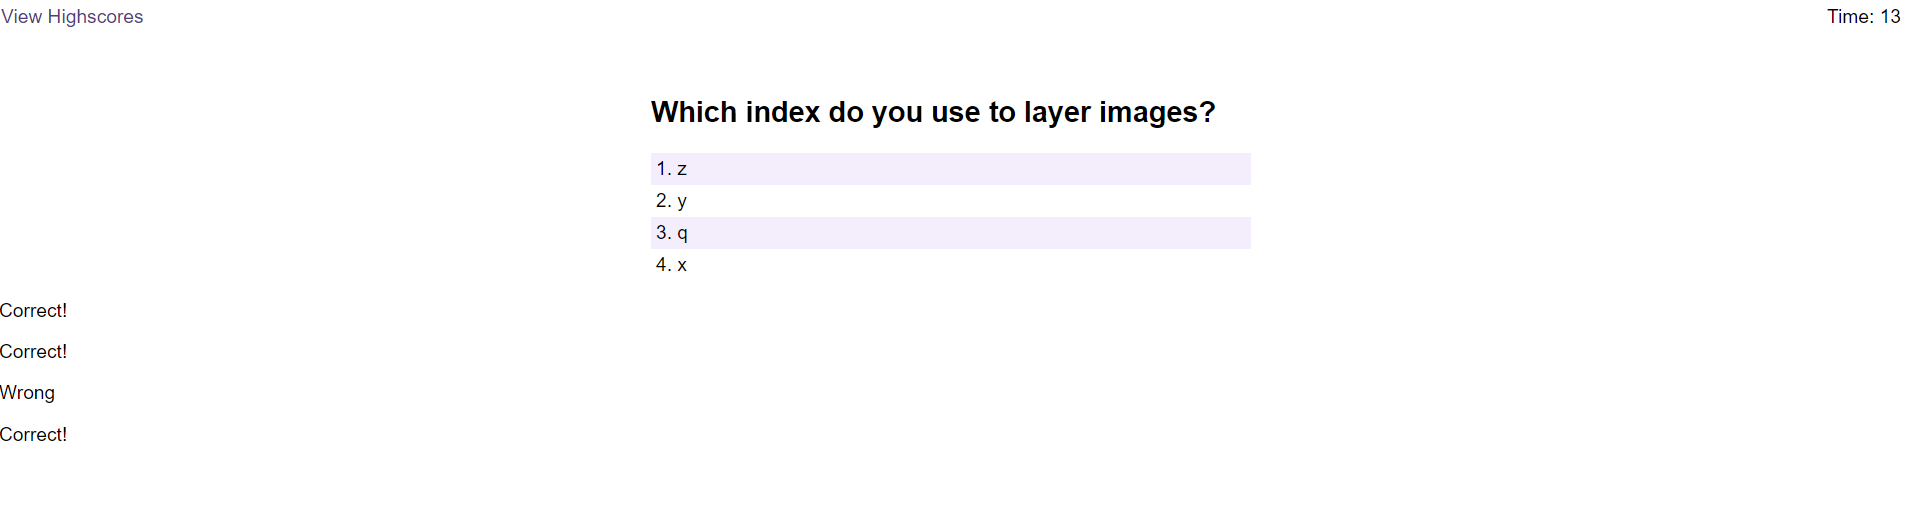 View Highscores
Time: 13
Which index do you use to layer images?
1. z
2. y
3. q
4. x
Correct!
Correct!
Wrong
Correct!